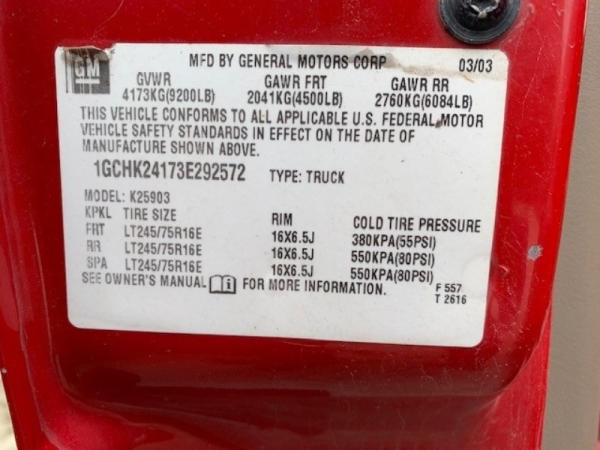 GM
MFD BY GENERAL MOTORS CORP 03/03
GVWR GAWR FRT GAWR RR
4173KG(9200LB) 2041KG(4500LB) 2760KG(6084LB)
THIS VEHICLE CONFORMS TO ALL APPLICABLE U.S. FEDERAL MOTOR
VEHICLE SAFETY STANDARDS IN EFFECT ON THE DATE OF
MANUFACTURE SHOWN ABOVE.
1GCHK24173E292572 TYPE: TRUCK
MODEL: K25903
KPKL TIRE SIZE RIM COLD TIRE PRESSURE
FRT LT245/75R16E 16X6.5J 380KPA(55PSI)
RR LT245/75R16E 16X6.5J 550KPA(80PSI)
SPA LT245/75R16E 16X6.5J 550KPA(80PSI)
SEE OWNER'S MANUAL i FOR MORE INFORMATION.
F 557
T 2616